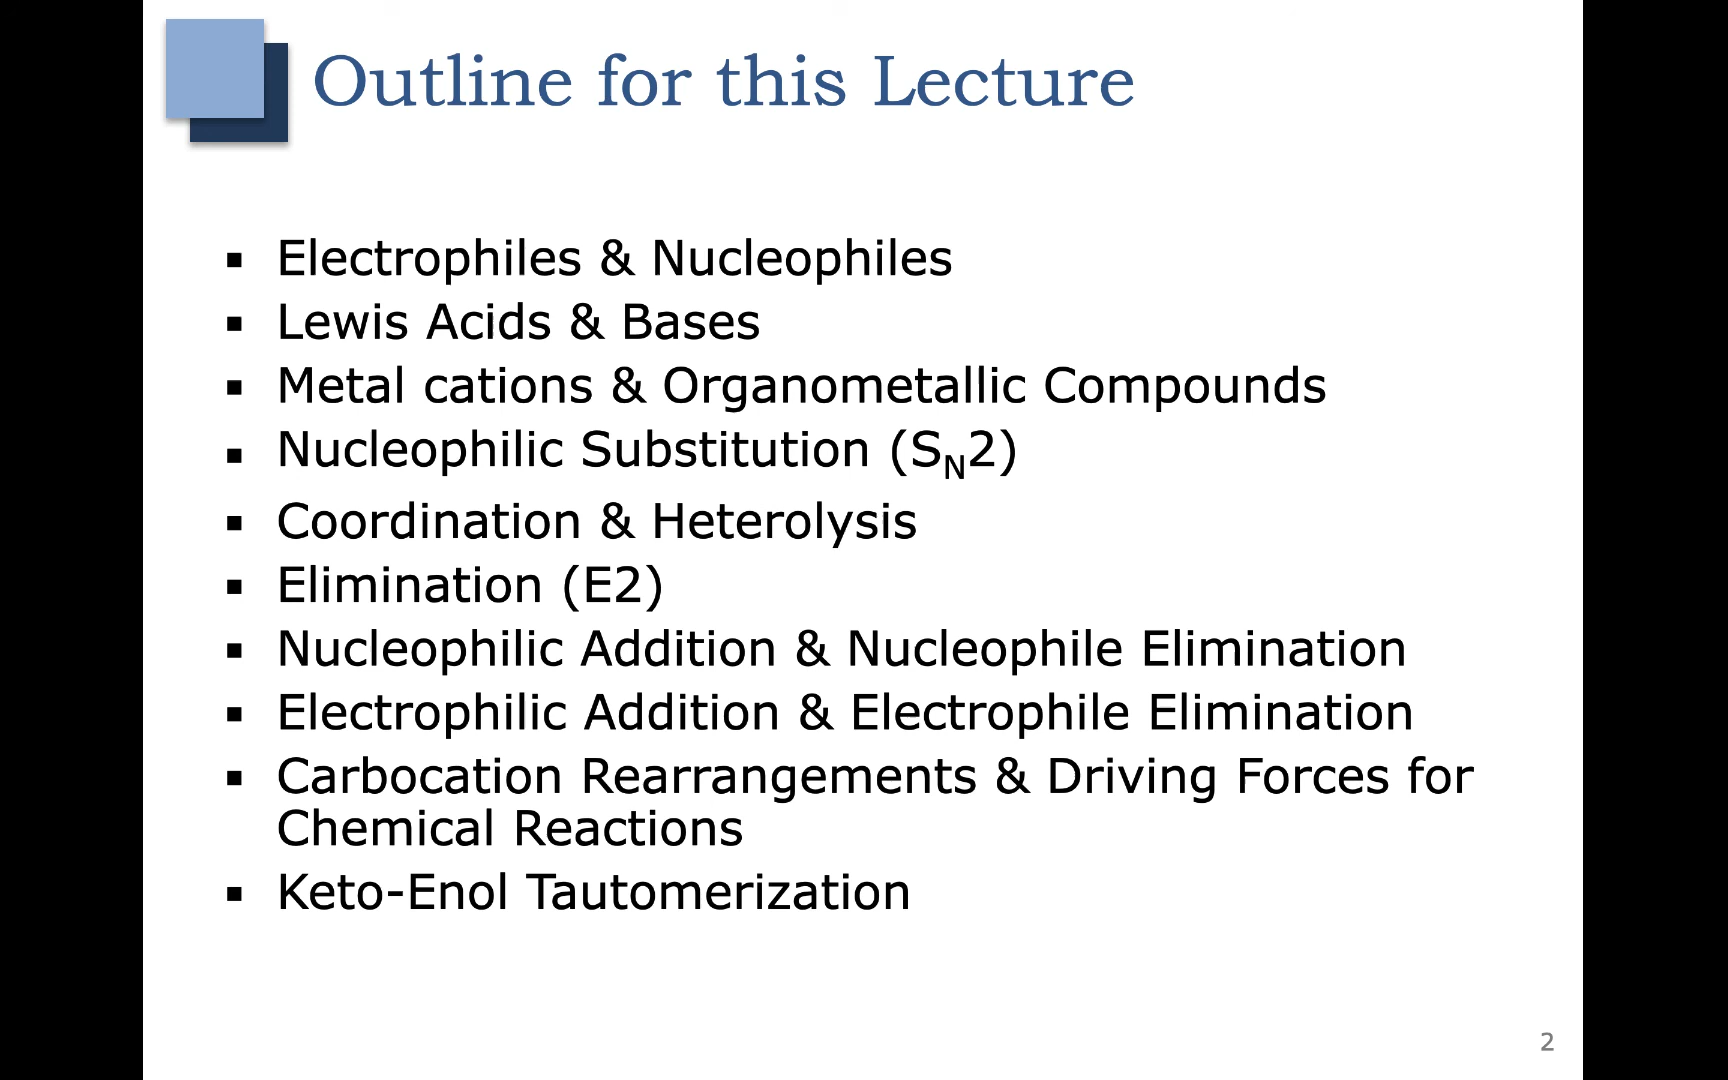 Outline for this Lecture
▪ Electrophiles & Nucleophiles
▪ Lewis Acids & Bases
▪ Metal cations & Organometallic Compounds
▪ Nucleophilic Substitution (SN2)
▪ Coordination & Heterolysis
▪ Elimination (E2)
▪ Nucleophilic Addition & Nucleophile Elimination
▪ Electrophilic Addition & Electrophile Elimination
▪ Carbocation Rearrangements & Driving Forces for
Chemical Reactions
▪ Keto-Enol Tautomerization
2